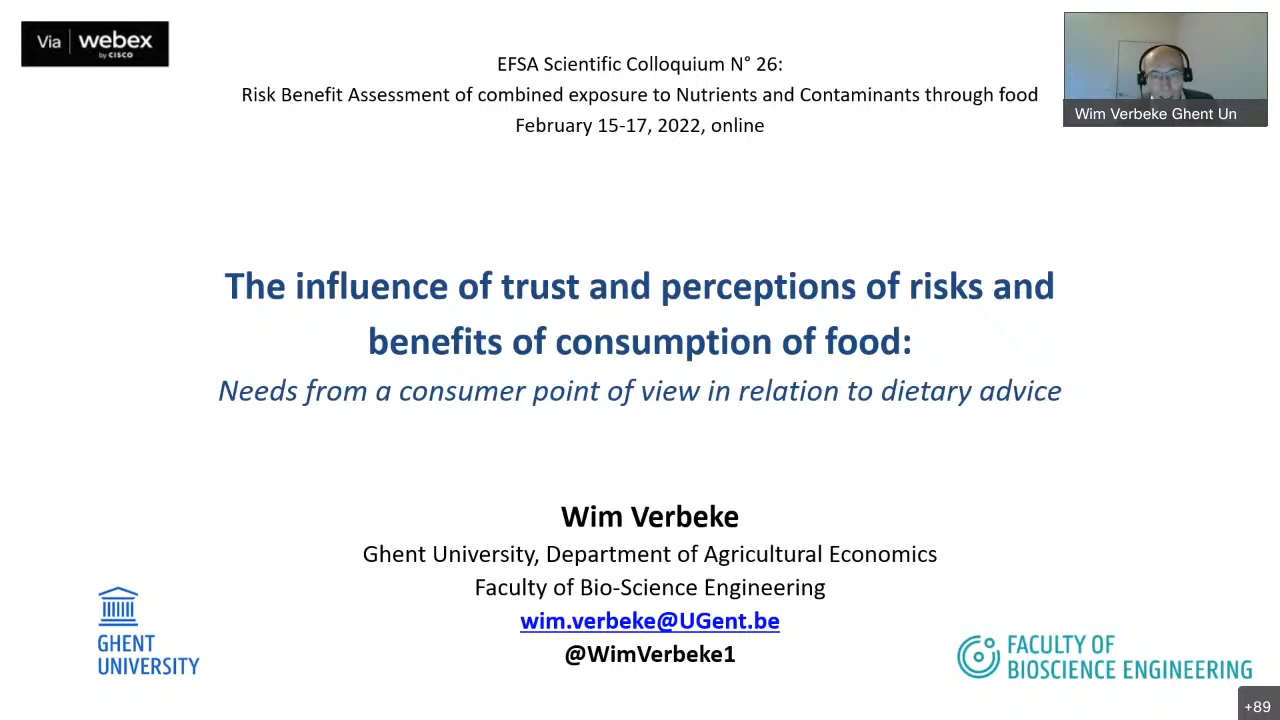 Via webex
by CISCO
EFSA Scientific Colloquium N° 26:
Risk Benefit Assessment of combined exposure to Nutrients and Contaminants through food
February 15-17, 2022, online
Wim Verbeke Ghent Un
The influence of trust and perceptions of risks and
benefits of consumption of food:
Needs from a consumer point of view in relation to dietary advice
Wim Verbeke
Ghent University, Department of Agricultural Economics
Faculty of Bio-Science Engineering
wim.verbeke@UGent.be
@WimVerbeke1
GHENT
UNIVERSITY
FACULTY OF
BIOSCIENCE ENGINEERING
+89